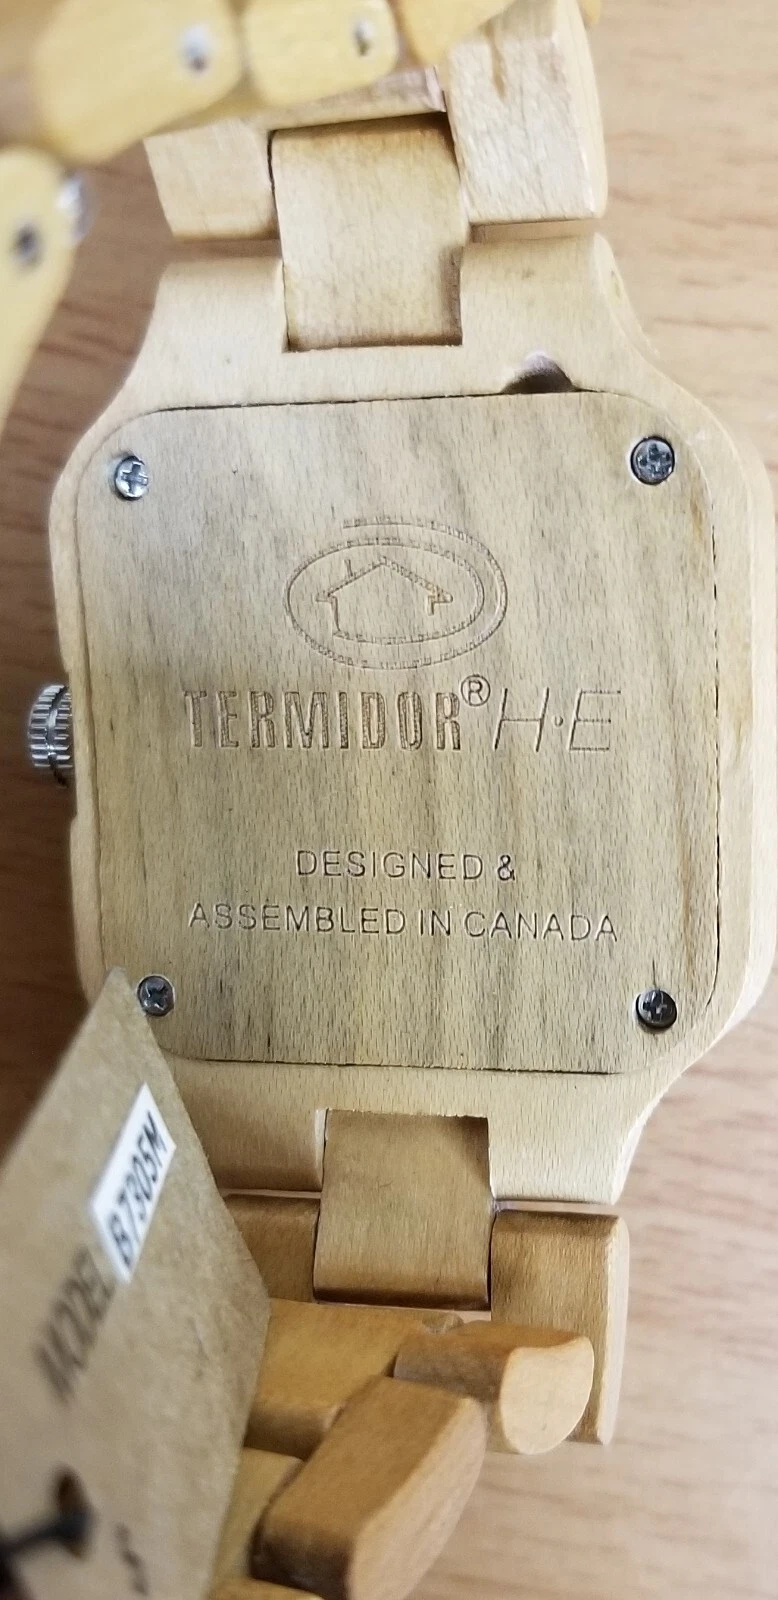 TERMIDOR® H•E
DESIGNED &
ASSEMBLED IN CANADA
MODEL B7305M